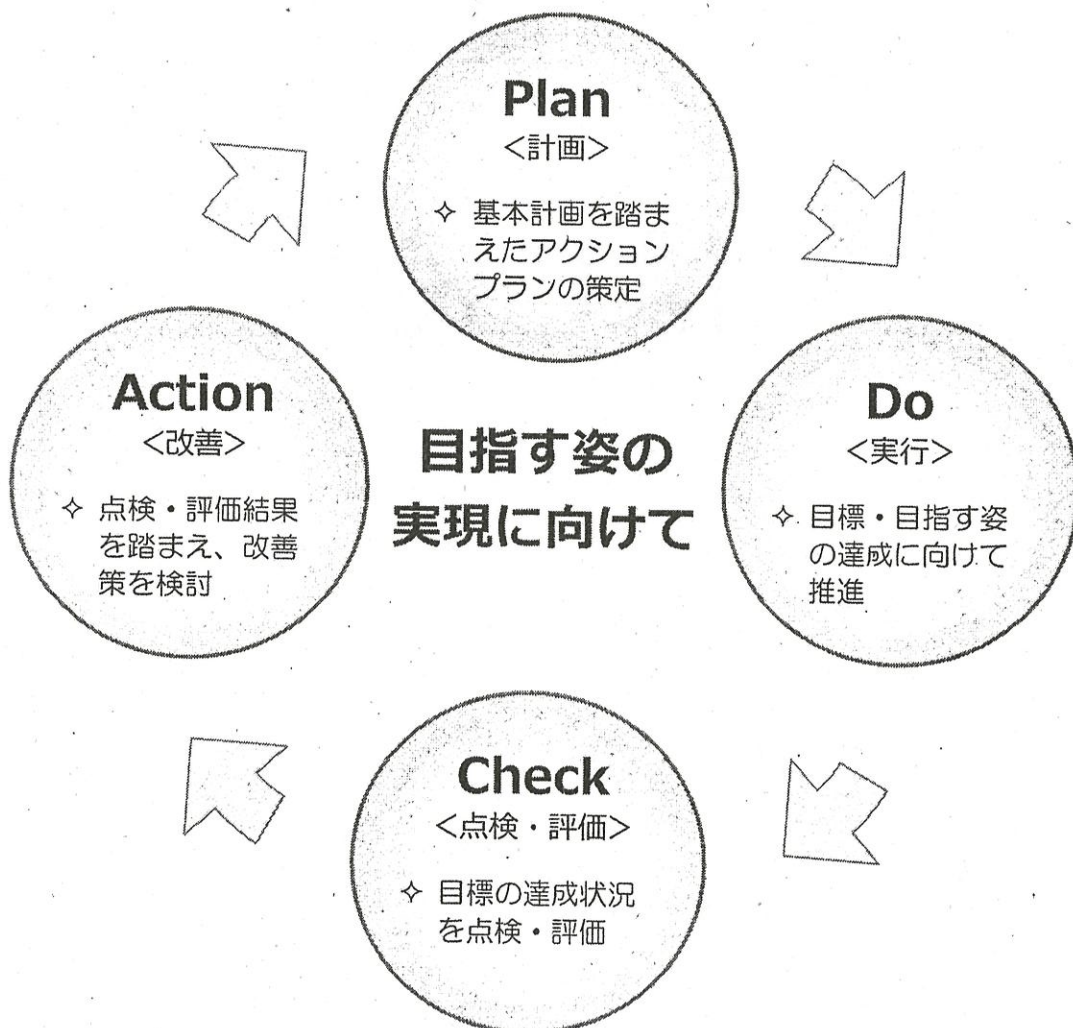 Plan
<計画>
✧ 基本計画を踏ま
えたアクション
プランの策定
Action
<改善>
✧ 点検・評価結果
を踏まえ、改善
策を検討
目指す姿の
実現に向けて
Do
<実行>
✧ 目標・目指す姿
の達成に向けて
推進
Check
<点検・評価>
✧ 目標の達成状況
を点検・評価